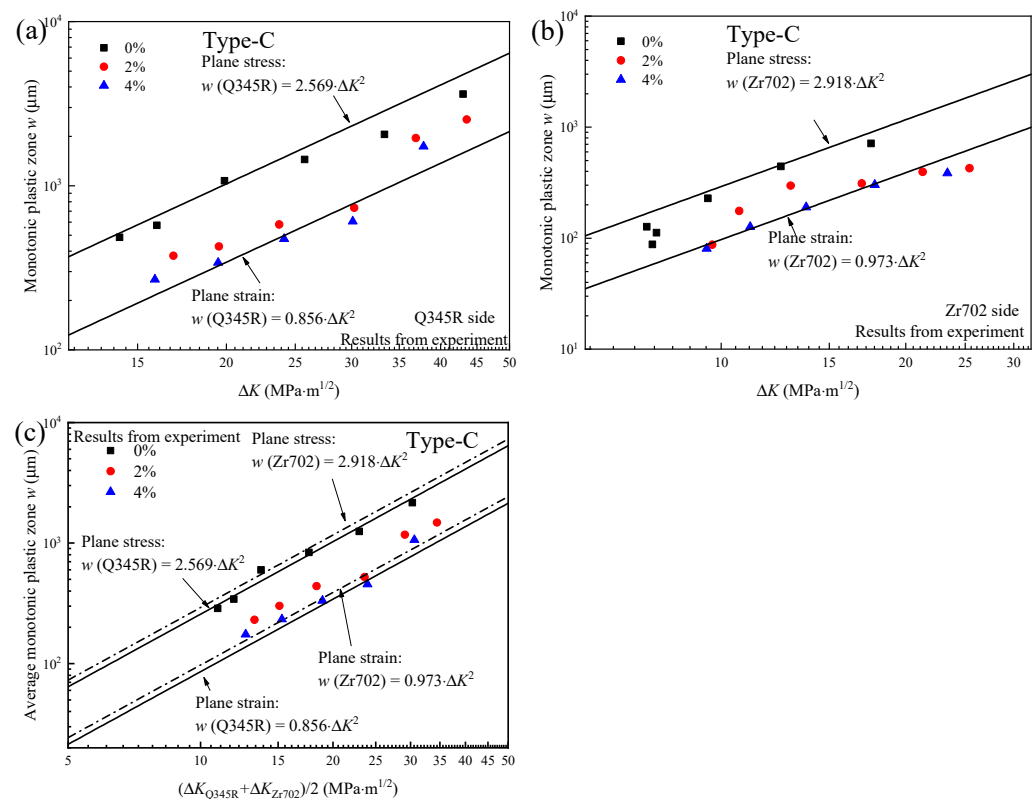 (a)
0%
2%
4%
Type-C
Plane stress:
w (Q345R) = 2.569·ΔK²
Plane strain:
w (Q345R) = 0.856·ΔK²
Q345R side
Results from experiment
10⁴
10³
10²
Monotonic plastic zone w (μm)
15 20 25 30 35 40 45 50
ΔK (MPa·m^1/2)
(b)
0%
2%
4%
Type-C
Plane stress:
w (Zr702) = 2.918·ΔK²
Plane strain:
w (Zr702) = 0.973·ΔK²
Zr702 side
Results from experiment
10⁴
10³
10²
10¹
Monotonic plastic zone w (μm)
10 15 20 25 30
ΔK (MPa·m^1/2)
(c)
Results from experiment
0%
2%
4%
Type-C
Plane stress:
w (Zr702) = 2.918·ΔK²
Plane stress:
w (Q345R) = 2.569·ΔK²
Plane strain:
w (Zr702) = 0.973·ΔK²
Plane strain:
w (Q345R) = 0.856·ΔK²
10⁴
10³
10²
Average monotonic plastic zone w (μm)
5 10 15 20 25 30 35 40 45 50
(ΔK_Q345R+ΔK_Zr702)/2 (MPa·m^1/2)